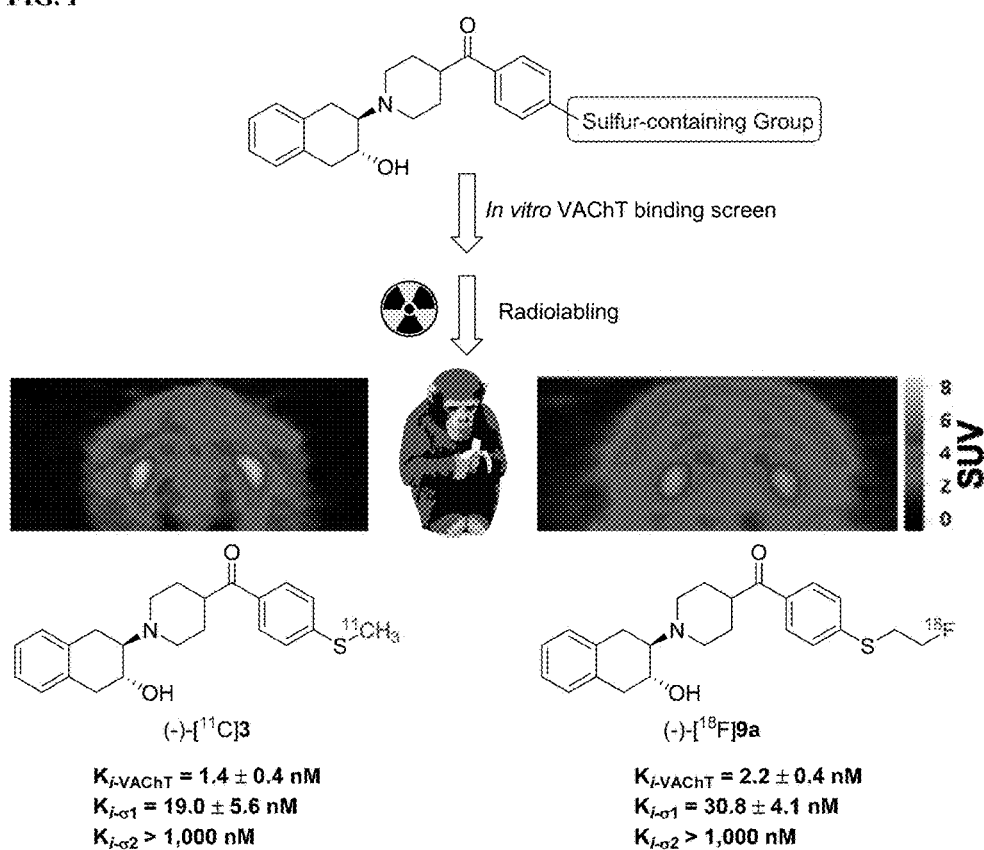 O
N
OH
Sulfur-containing Group
In vitro VAChT binding screen
Radiolabling
8
6
4
2
0
SUV
O
N
OH
S
¹¹CH₃
O
N
OH
S
¹⁸F
(-)-[¹¹C]3
(-)-[¹⁸F]9a
Kᵢ-VAChT = 1.4 ± 0.4 nM
Kᵢ-σ1 = 19.0 ± 5.6 nM
Kᵢ-σ2 > 1,000 nM
Kᵢ-VAChT = 2.2 ± 0.4 nM
Kᵢ-σ1 = 30.8 ± 4.1 nM
Kᵢ-σ2 > 1,000 nM